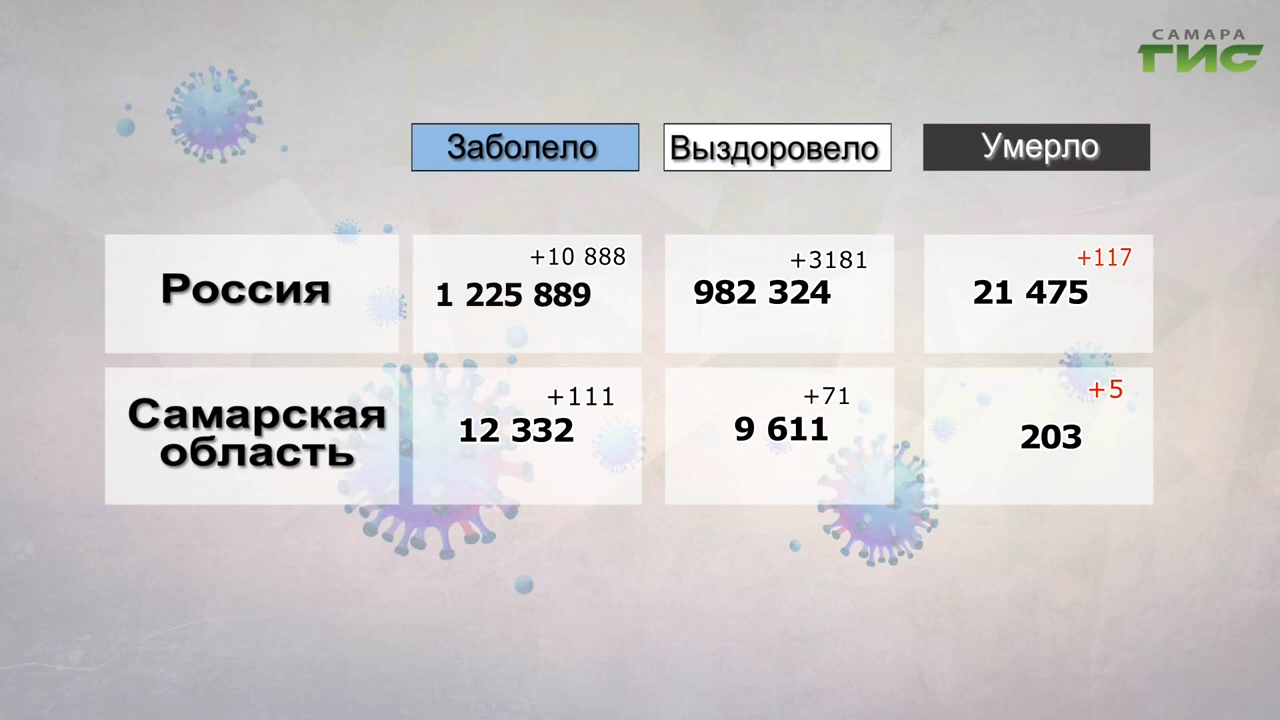 САМАРА
ГИС
Заболело Выздоровело Умерло
+10 888 +3181 +117
Россия 1 225 889 982 324 21 475
+111 +71 +5
Самарская 12 332 9 611 203
область